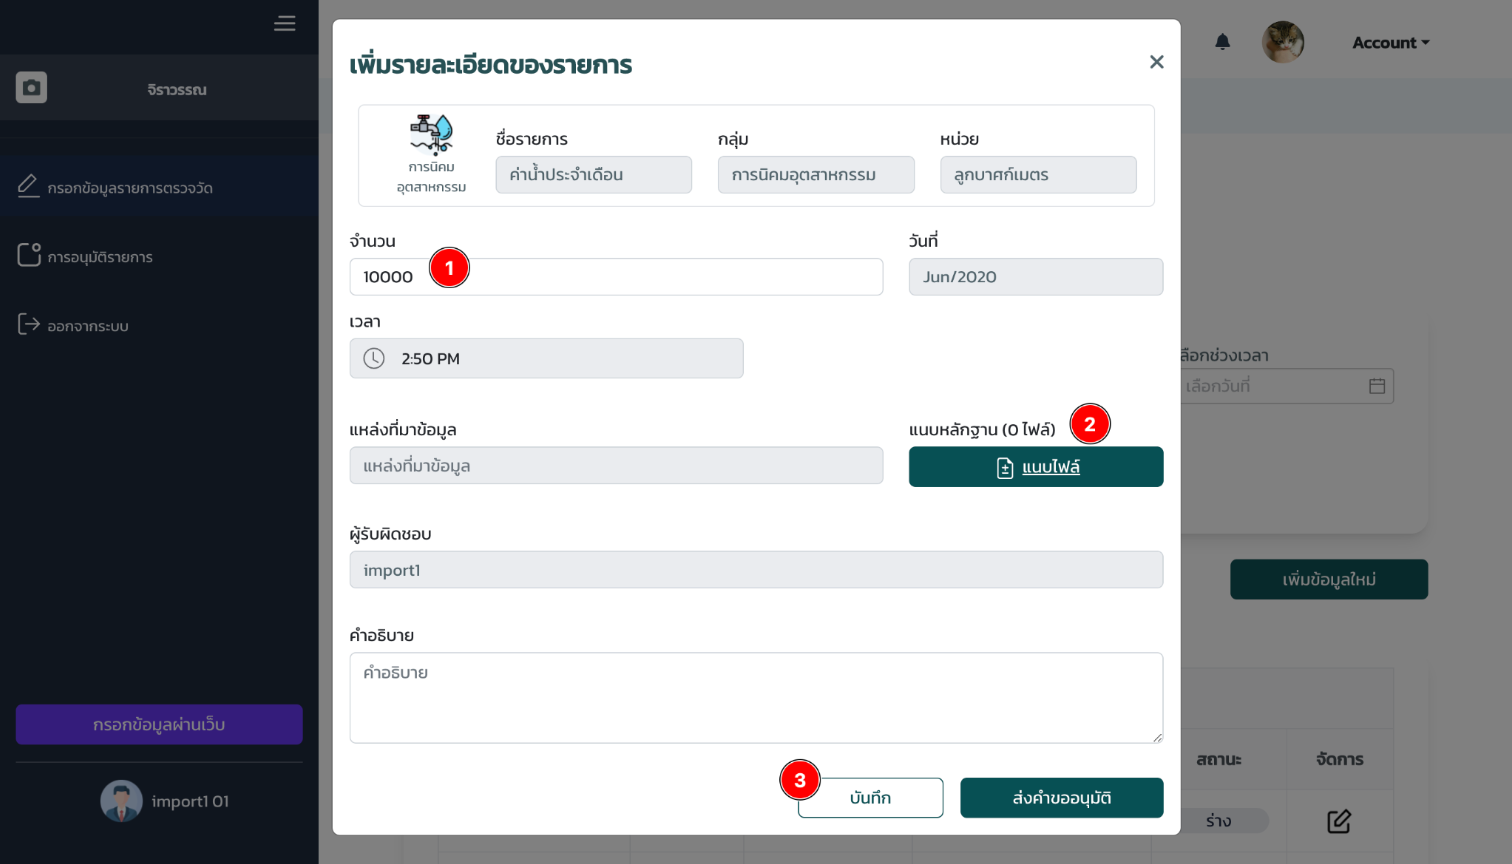 จิราวรรณ
กรอกข้อมูลรายการตรวจวัด
การอนุมัติรายการ
ออกจากระบบ
กรอกข้อมูลผ่านเว็บ
import1 01
Account
เพิ่มรายละเอียดของรายการ
การนิคม
อุตสาหกรรม
ชื่อรายการ
ค่าน้ำประจำเดือน
กลุ่ม
การนิคมอุตสาหกรรม
หน่วย
ลูกบาศก์เมตร
จำนวน
10000
1
วันที่
Jun/2020
เวลา
2:50 PM
แหล่งที่มาข้อมูล
แหล่งที่มาข้อมูล
แนบหลักฐาน (0 ไฟล์)
2
แนบไฟล์
ผู้รับผิดชอบ
import1
คำอธิบาย
คำอธิบาย
3
บันทึก
ส่งคำขออนุมัติ
ลือกช่วงเวลา
เลือกวันที่
เพิ่มข้อมูลใหม่
สถานะ
จัดการ
ร่าง